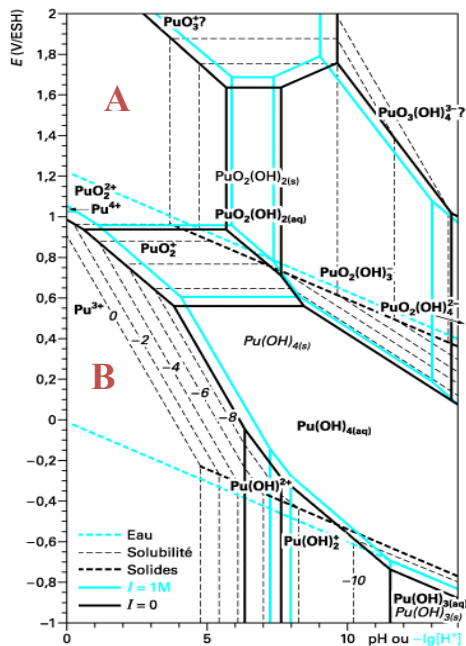 E (V/ESH)
2
1,8
1,6
1,4
1,2
1
0,8
0,6
0,4
0,2
0
–0,2
–0,4
–0,6
–0,8
–1
PuO₃⁺?
A
PuO₃(OH)₄³⁻ ?
PuO₂(OH)₂(s)
PuO₂(OH)₂(aq)
PuO₂²⁺
Pu⁴⁺
PuO₂⁺
PuO₂(OH)₃⁻
PuO₂(OH)₄²⁻
Pu³⁺
0
–2
–4
–6
–8
Pu(OH)₄(s)
B
Pu(OH)₄(aq)
Pu(OH)²⁺
Pu(OH)₂⁺
–10
Eau
Solubilité
Solides
I = 1M
I = 0
Pu(OH)₃(aq)
Pu(OH)₃(s)
0
5
10
pH ou –lg[H⁺]